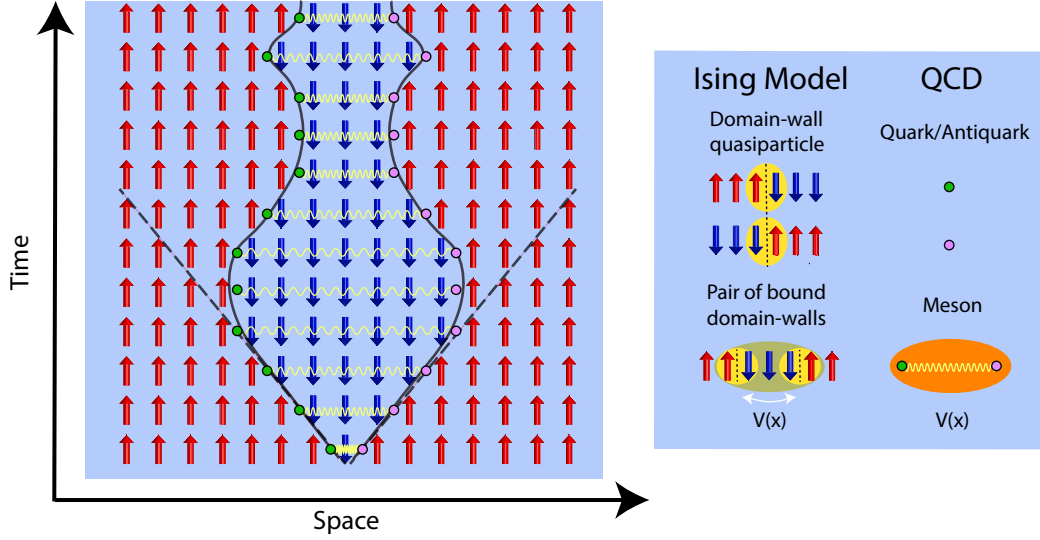 Time
Space
Ising Model
QCD
Domain-wall
quasiparticle
Quark/Antiquark
Pair of bound
domain-walls
Meson
V(x)
V(x)